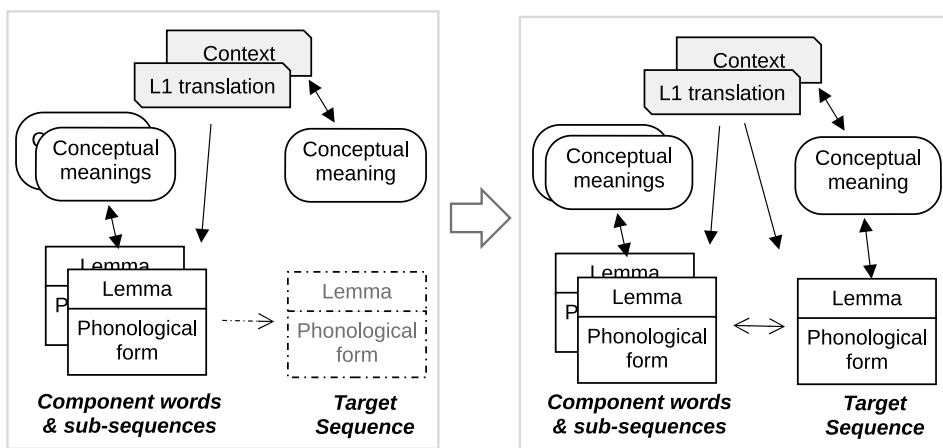 Context
L1 translation
Conceptual
meanings
Conceptual
meaning
Lemma
Lemma
Phonological
form
Lemma
Phonological
form
Component words
& sub-sequences
Target
Sequence
Context
L1 translation
Conceptual
meanings
Conceptual
meaning
Lemma
Lemma
Phonological
form
Lemma
Phonological
form
Component words
& sub-sequences
Target
Sequence